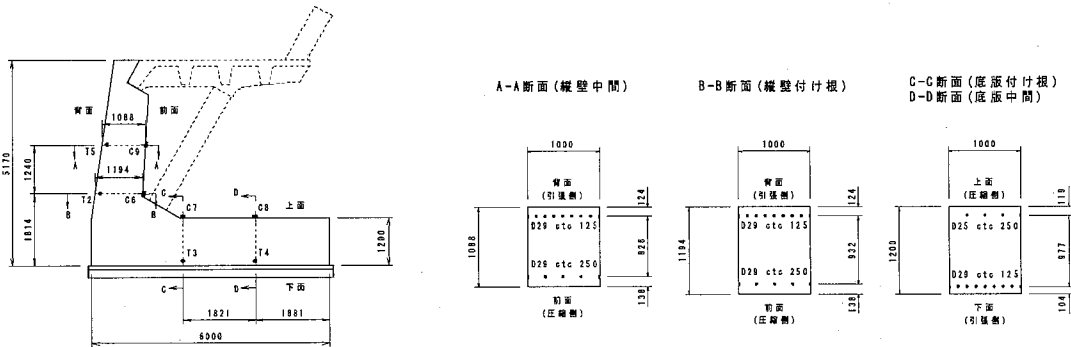 背面
前面
1088
T5
C9
A
A
5170
1240
1194
T2
C6
B
B
C
D
C7
C8
上面
1814
1200
T3
T4
C
D
下面
1821
1881
6000
A-A断面(縦壁中間)
1000
背面
(引張側)
124
D29 ctc 125
1088
826
D29 ctc 250
前面
(圧縮側)
138
B-B断面(縦壁付け根)
1000
背面
(引張側)
124
D29 ctc 125
1194
932
D29 ctc 250
前面
(圧縮側)
138
C-C断面(底版付け根)
D-D断面(底版中間)
1000
上面
(圧縮側)
119
D25 ctc 250
1200
977
D29 ctc 125
下面
(引張側)
104